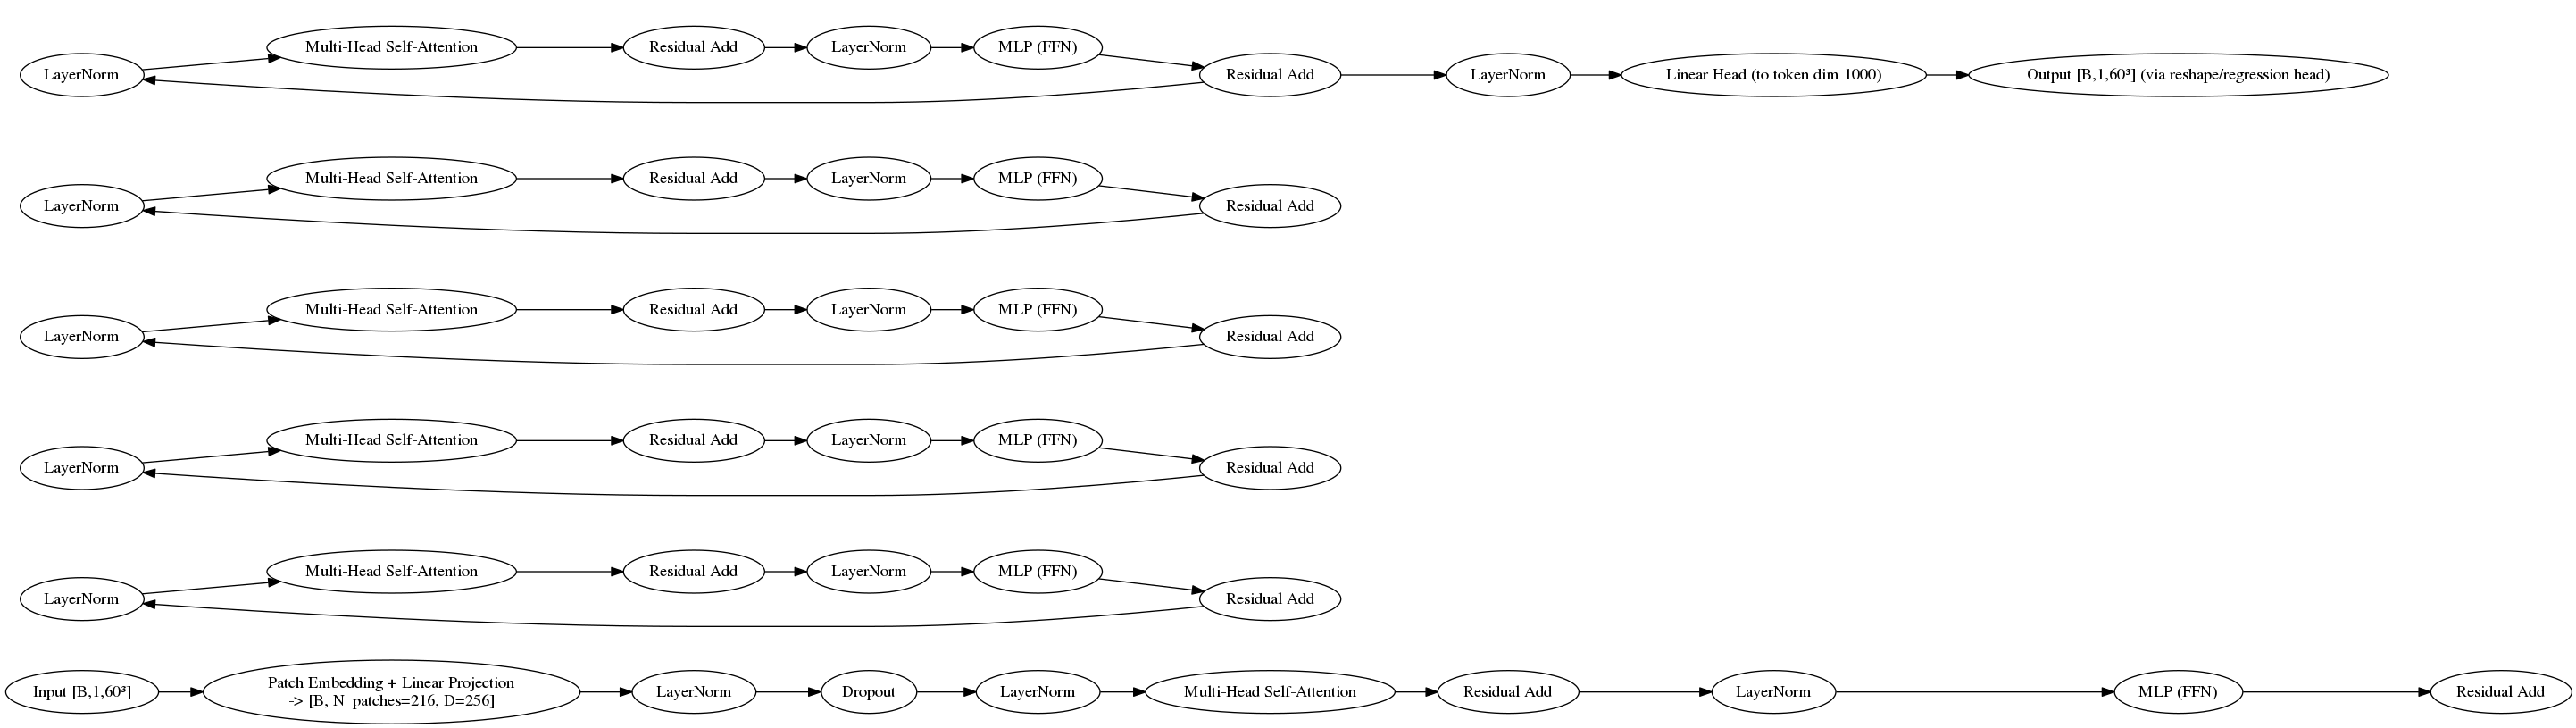 LayerNorm
Multi-Head Self-Attention
Residual Add
LayerNorm
MLP (FFN)
Residual Add
LayerNorm
Linear Head (to token dim 1000)
Output [B,1,60³] (via reshape/regression head)
LayerNorm
Multi-Head Self-Attention
Residual Add
LayerNorm
MLP (FFN)
Residual Add
LayerNorm
Multi-Head Self-Attention
Residual Add
LayerNorm
MLP (FFN)
Residual Add
LayerNorm
Multi-Head Self-Attention
Residual Add
LayerNorm
MLP (FFN)
Residual Add
LayerNorm
Multi-Head Self-Attention
Residual Add
LayerNorm
MLP (FFN)
Residual Add
Input [B,1,60³]
Patch Embedding + Linear Projection
-> [B, N_patches=216, D=256]
LayerNorm
Dropout
LayerNorm
Multi-Head Self-Attention
Residual Add
LayerNorm
MLP (FFN)
Residual Add